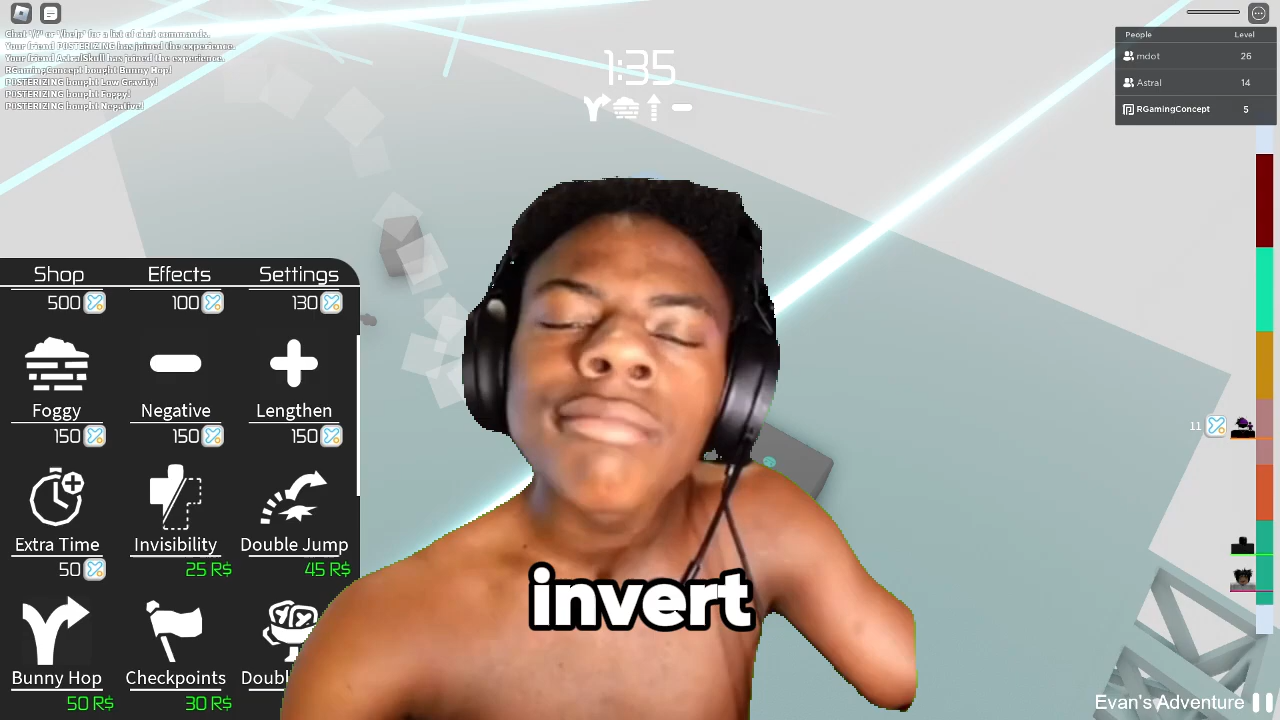 Chat '/?' or '/help' for a list of chat commands.
Your friend POSTERIZING has joined the experience.
Your friend AstralSkull has joined the experience.
RGamingConcept bought Bunny Hop!
POSTERIZING bought Low Gravity!
POSTERIZING bought Foggy!
POSTERIZING bought Negative!
1:35
People Level
mdot 26
Astral 14
RGamingConcept 5
Shop Effects Settings
500 100 130
Foggy Negative Lengthen
150 150 150
Extra Time Invisibility Double Jump
50 25 R$ 45 R$
Bunny Hop Checkpoints Doubl
50 R$ 30 R$
11
invert
Evan's Adventure